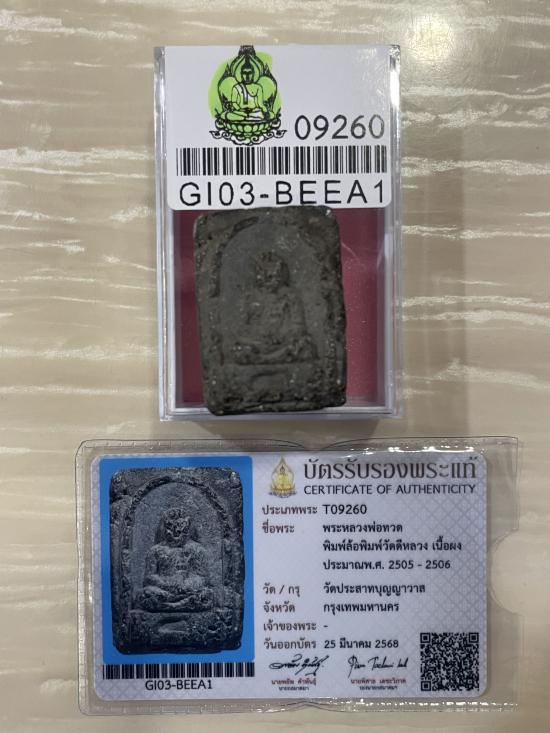 09260
GI03-BEEA1
บัตรรับรองพระแท้
CERTIFICATE OF AUTHENTICITY
ประเภทพระ T09260
ชื่อพระ พระหลวงพ่อทวด
พิมพ์ล้อพิมพ์วัดดีหลวง เนื้อผง
ประมาณพ.ศ. 2505 - 2506
วัด / กรุ วัดประสาทบุญญาวาส
จังหวัด กรุงเทพมหานคร
เจ้าของพระ -
วันออกบัตร 25 มีนาคม 2568
GI03-BEEA1